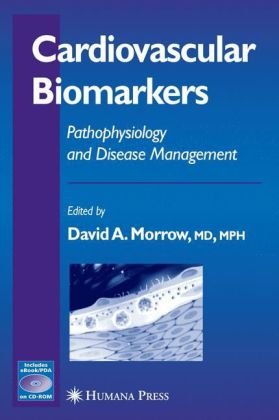 Cardiovascular
Biomarkers
Pathophysiology
and Disease Management
Edited by
David A. Morrow, MD, MPH
Includes
eBook/PDA
on CD-ROM
HUMANA PRESS